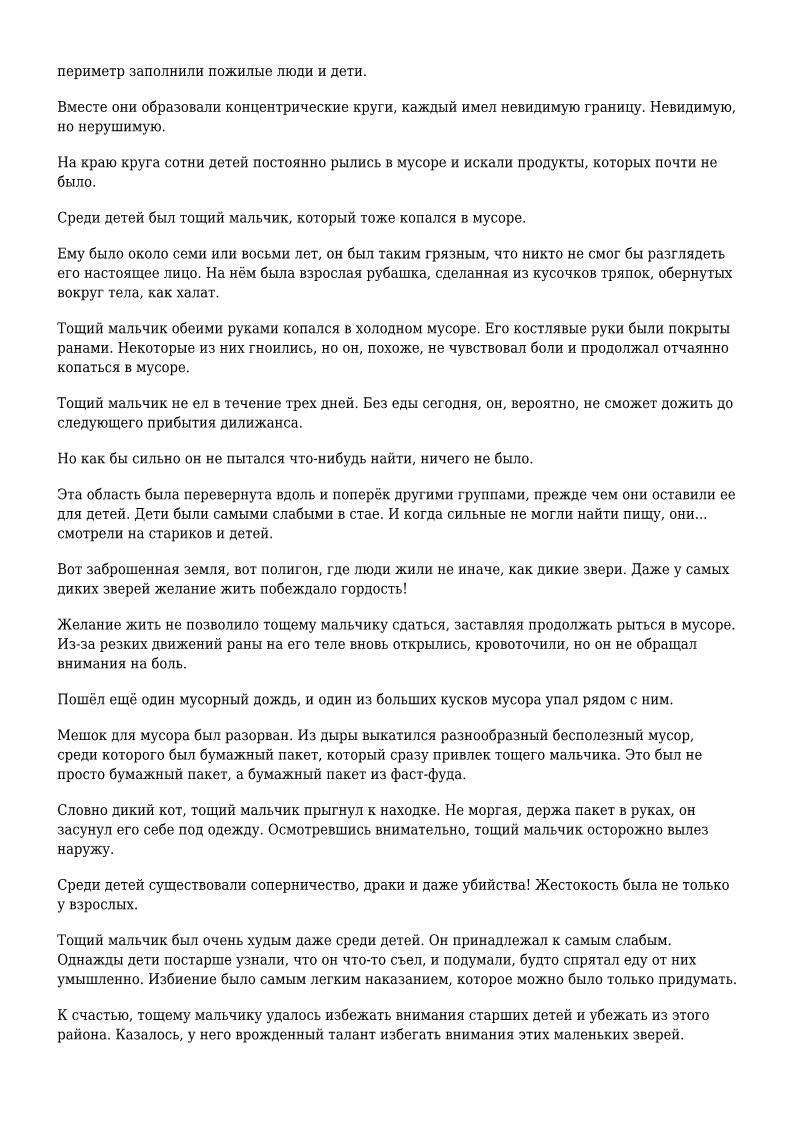 периметр заполнили пожилые люди и дети.
Вместе они образовали концентрические круги, каждый имел невидимую границу. Невидимую,
но нерушимую.
На краю круга сотни детей постоянно рылись в мусоре и искали продукты, которых почти не
было.
Среди детей был тощий мальчик, который тоже копался в мусоре.
Ему было около семи или восьми лет, он был таким грязным, что никто не смог бы разглядеть
его настоящее лицо. На нём была взрослая рубашка, сделанная из кусочков тряпок, обернутых
вокруг тела, как халат.
Тощий мальчик обеими руками копался в холодном мусоре. Его костлявые руки были покрыты
ранами. Некоторые из них гноились, но он, похоже, не чувствовал боли и продолжал отчаянно
копаться в мусоре.
Тощий мальчик не ел в течение трех дней. Без еды сегодня, он, вероятно, не сможет дожить до
следующего прибытия дилижанса.
Но как бы сильно он не пытался что-нибудь найти, ничего не было.
Эта область была перевернута вдоль и поперёк другими группами, прежде чем они оставили ее
для детей. Дети были самыми слабыми в стае. И когда сильные не могли найти пищу, они...
смотрели на стариков и детей.
Вот заброшенная земля, вот полигон, где люди жили не иначе, как дикие звери. Даже у самых
диких зверей желание жить побеждало гордость!
Желание жить не позволило тощему мальчику сдаться, заставляя продолжать рыться в мусоре.
Из-за резких движений раны на его теле вновь открылись, кровоточили, но он не обращал
внимания на боль.
Пошёл ещё один мусорный дождь, и один из больших кусков мусора упал рядом с ним.
Мешок для мусора был разорван. Из дыры выкатился разнообразный бесполезный мусор,
среди которого был бумажный пакет, который сразу привлек тощего мальчика. Это был не
просто бумажный пакет, а бумажный пакет из фаст-фуда.
Словно дикий кот, тощий мальчик прыгнул к находке. Не моргая, держа пакет в руках, он
засунул его себе под одежду. Осмотревшись внимательно, тощий мальчик осторожно вылез
наружу.
Среди детей существовали соперничество, драки и даже убийства! Жестокость была не только
у взрослых.
Тощий мальчик был очень худым даже среди детей. Он принадлежал к самым слабым.
Однажды дети постарше узнали, что он что-то съел, и подумали, будто спрятал еду от них
умышленно. Избиение было самым легким наказанием, которое можно было только придумать.
К счастью, тощему мальчику удалось избежать внимания старших детей и убежать из этого
района. Казалось, у него врожденный талант избегать внимания этих маленьких зверей.